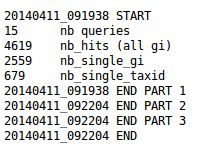 20140411_091938 START
15 nb queries
4619 nb_hits (all gi)
2559 nb_single_gi
679 nb_single_taxid
20140411_091938 END PART 1
20140411_092204 END PART 2
20140411_092204 END PART 3
20140411_092204 END